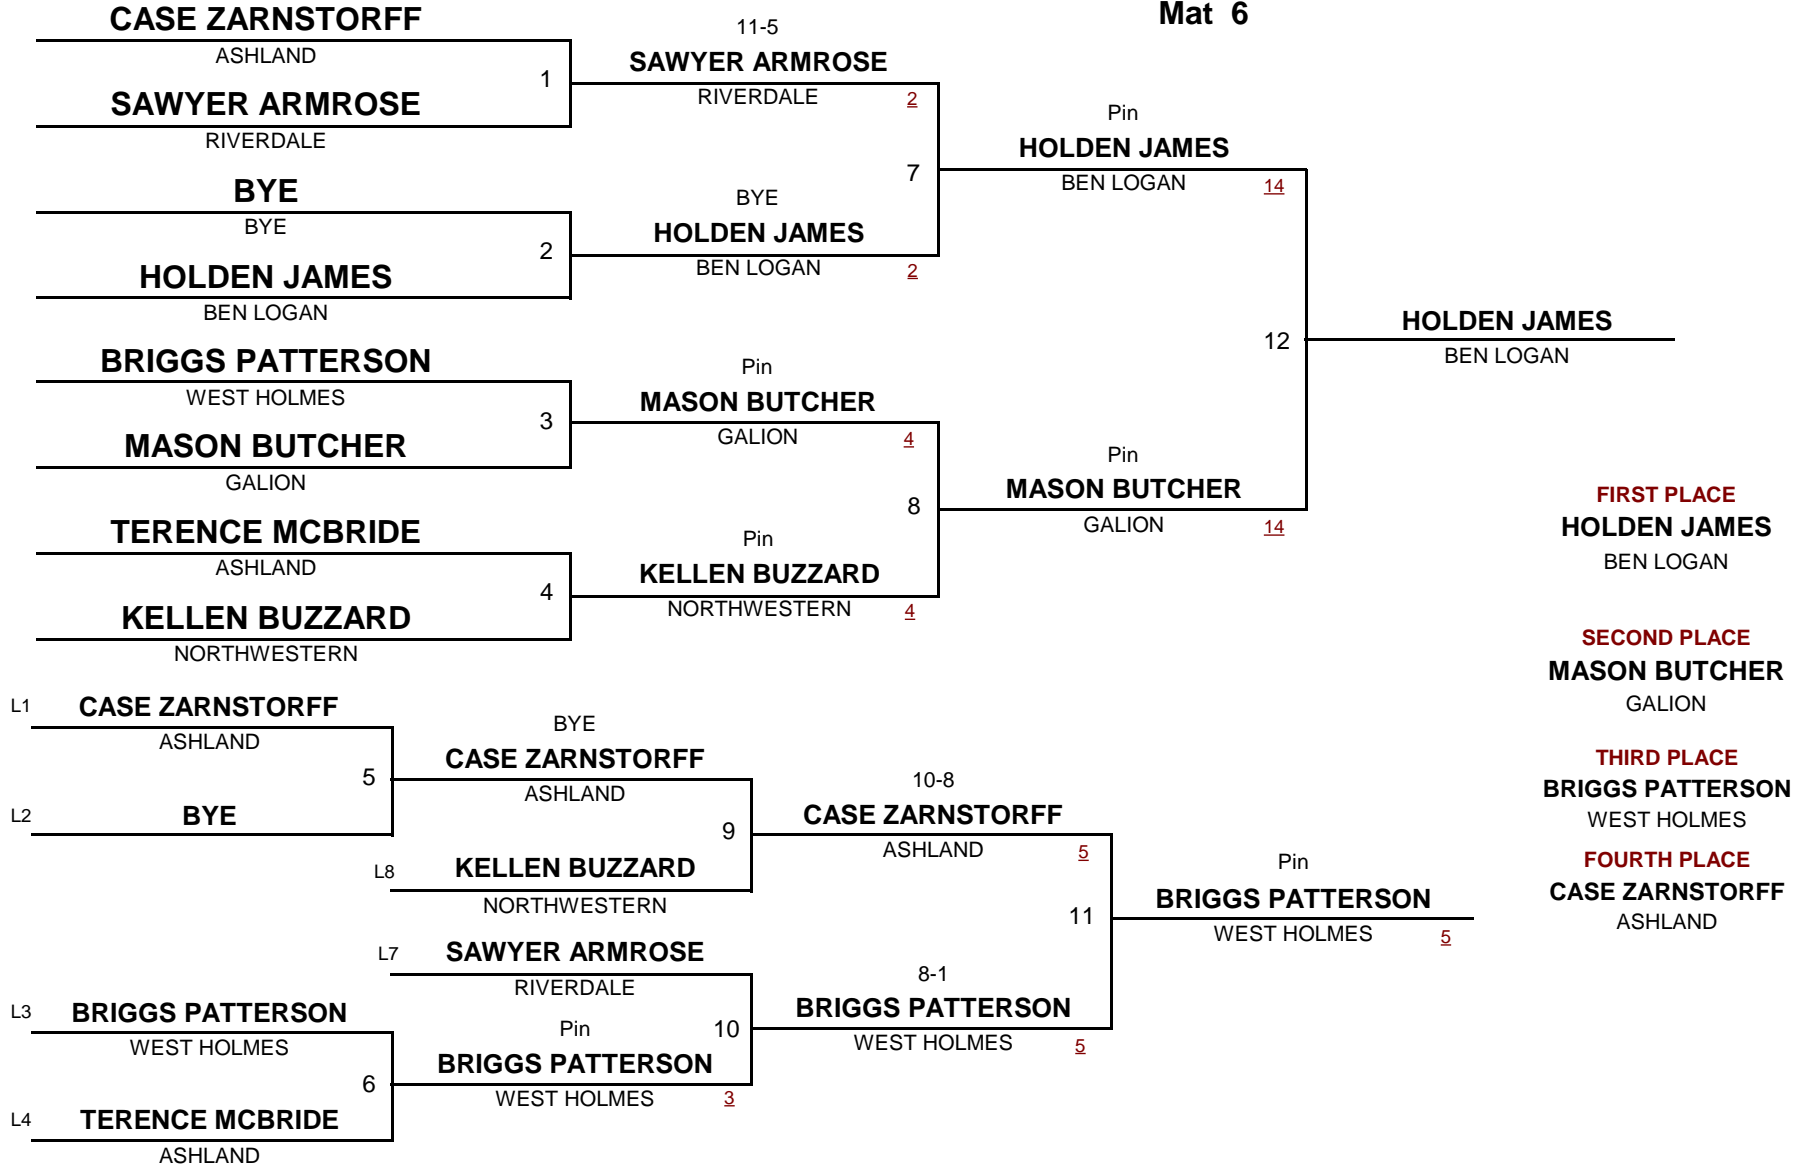 Mat 6
CASE ZARNSTORFF
ASHLAND
1
SAWYER ARMROSE
RIVERDALE
11-5
SAWYER ARMROSE
RIVERDALE
2
BYE
BYE
2
HOLDEN JAMES
BEN LOGAN
BYE
HOLDEN JAMES
BEN LOGAN
2
7
Pin
HOLDEN JAMES
BEN LOGAN
14
BRIGGS PATTERSON
WEST HOLMES
3
MASON BUTCHER
GALION
Pin
MASON BUTCHER
GALION
4
TERENCE MCBRIDE
ASHLAND
4
KELLEN BUZZARD
NORTHWESTERN
Pin
KELLEN BUZZARD
NORTHWESTERN
4
8
Pin
MASON BUTCHER
GALION
14
12
HOLDEN JAMES
BEN LOGAN
L1
CASE ZARNSTORFF
ASHLAND
5
L2
BYE
BYE
CASE ZARNSTORFF
ASHLAND
9
L8
KELLEN BUZZARD
NORTHWESTERN
10-8
CASE ZARNSTORFF
ASHLAND
5
L7
SAWYER ARMROSE
RIVERDALE
L3
BRIGGS PATTERSON
WEST HOLMES
6
L4
TERENCE MCBRIDE
ASHLAND
Pin
BRIGGS PATTERSON
WEST HOLMES
3
10
8-1
BRIGGS PATTERSON
WEST HOLMES
5
11
Pin
BRIGGS PATTERSON
WEST HOLMES
5
FIRST PLACE
HOLDEN JAMES
BEN LOGAN
SECOND PLACE
MASON BUTCHER
GALION
THIRD PLACE
BRIGGS PATTERSON
WEST HOLMES
FOURTH PLACE
CASE ZARNSTORFF
ASHLAND